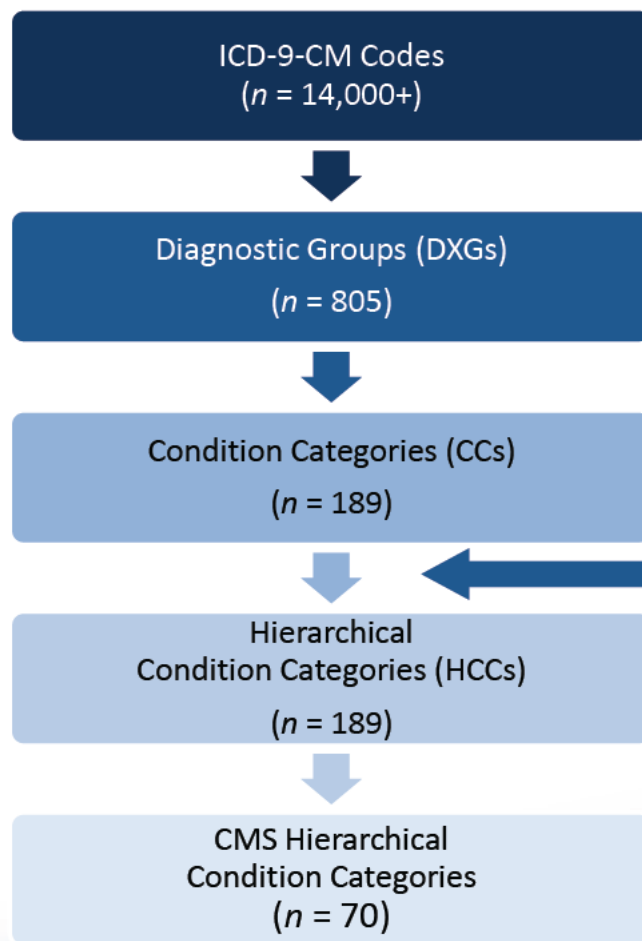 ICD-9-CM Codes
(n = 14,000+)
Diagnostic Groups (DXGs)
(n = 805)
Condition Categories (CCs)
(n = 189)
Hierarchical
Condition Categories (HCCs)
(n = 189)
CMS Hierarchical
Condition Categories
(n = 70)